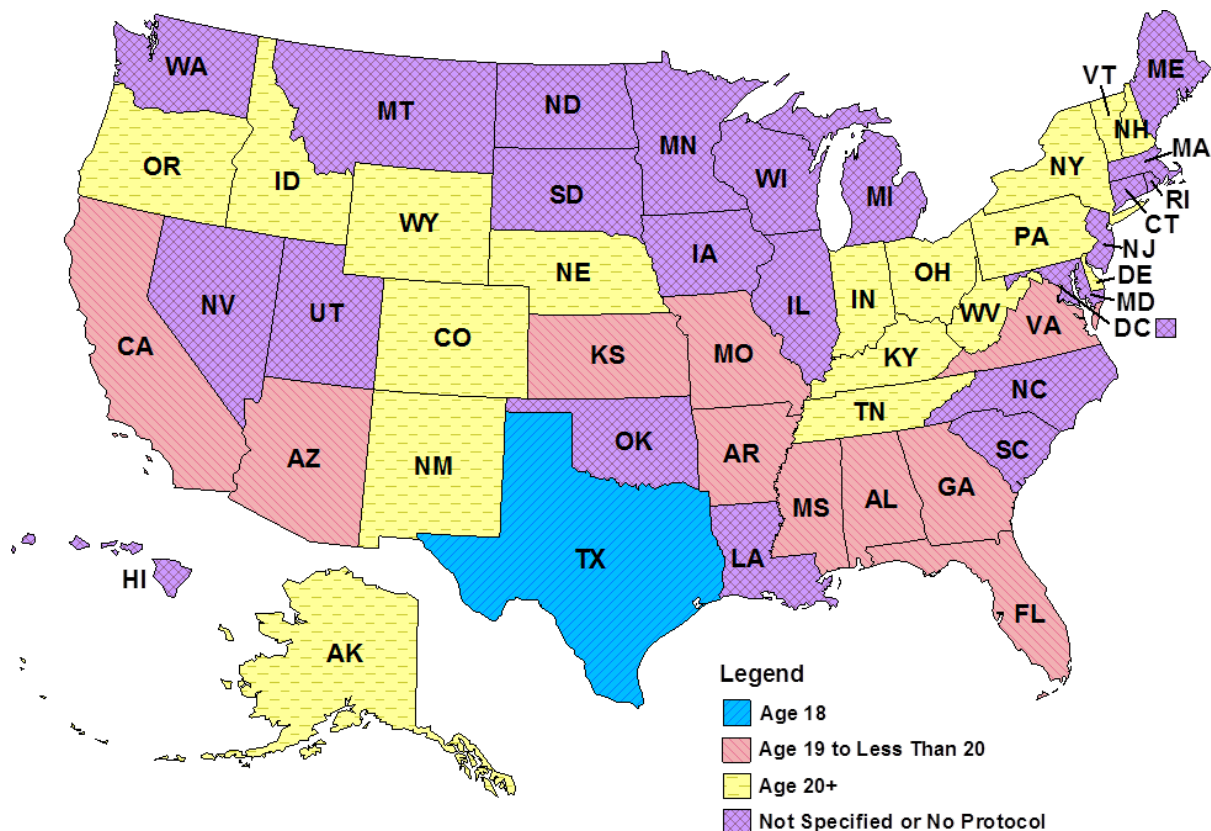 WA
MT
ND
MN
VT
ME
NH
MA
OR
ID
WY
SD
WI
MI
NY
RI
CT
PA
NJ
NE
IA
IL
IN
OH
DE
MD
DC
NV
UT
CO
WV
VA
CA
KS
MO
KY
NC
TN
SC
AZ
NM
OK
AR
MS
AL
GA
TX
LA
HI
FL
AK
Legend
Age 18
Age 19 to Less Than 20
Age 20+
Not Specified or No Protocol